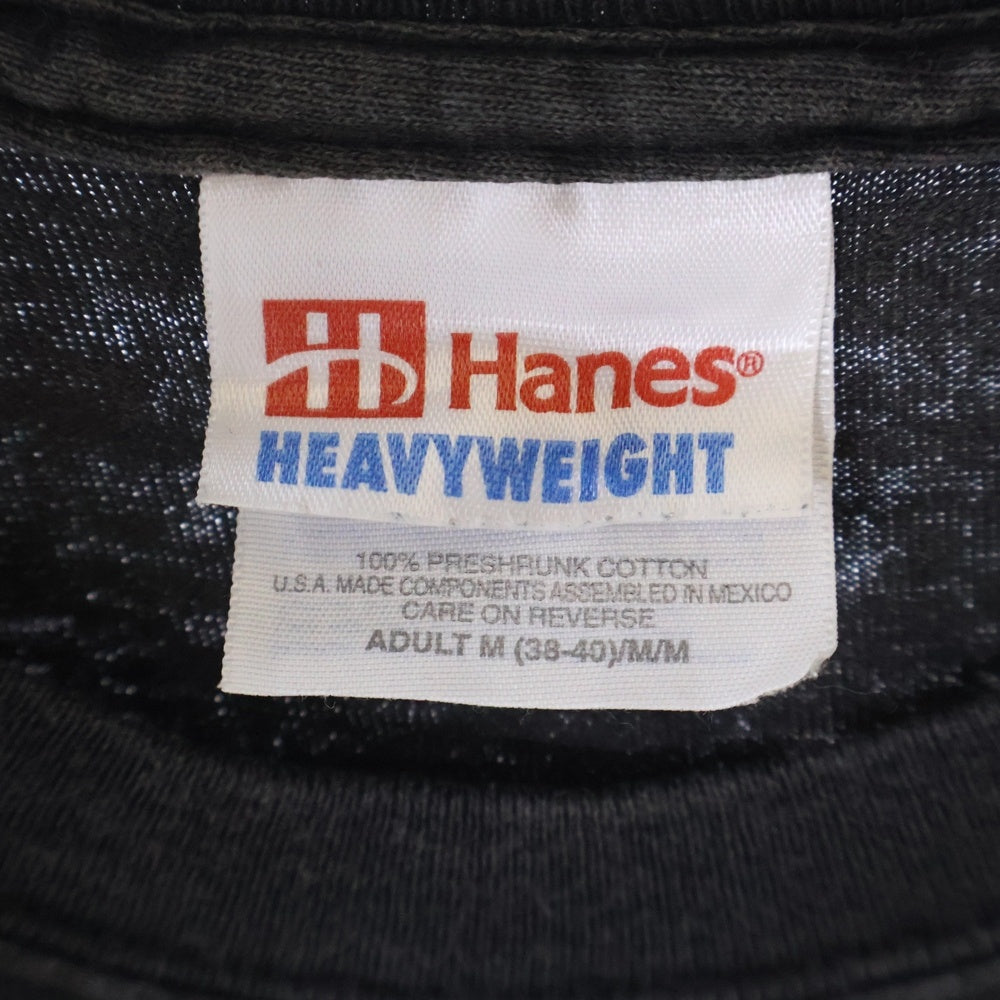 H Hanes®
HEAVYWEIGHT
100% PRESHRUNK COTTON
U.S.A. MADE COMPONENTS ASSEMBLED IN MEXICO
CARE ON REVERSE
ADULT M (38-40)/M/M